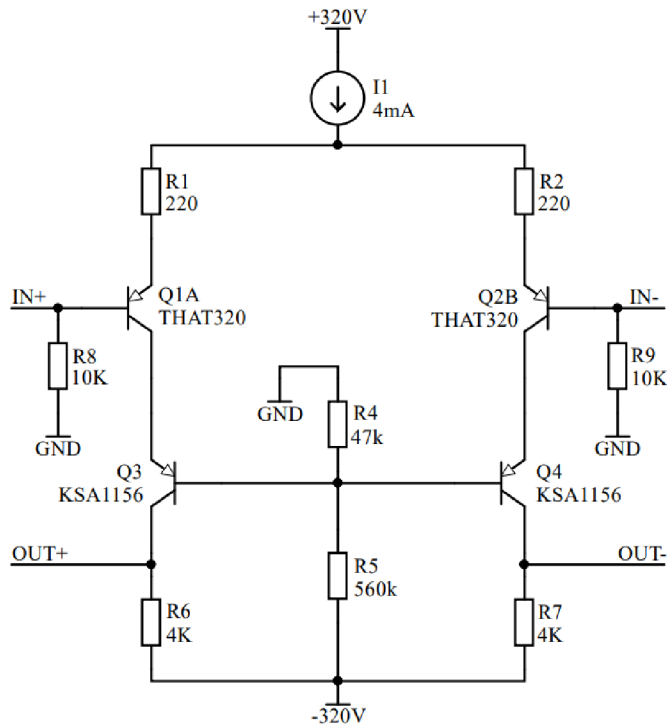 +320V
I1
4mA
R1
220
R2
220
IN+
Q1A
THAT320
Q2B
THAT320
IN-
R8
10K
GND
R4
47k
GND
R9
10K
GND
Q3
KSA1156
Q4
KSA1156
OUT+
R5
560k
OUT-
R6
4K
R7
4K
-320V